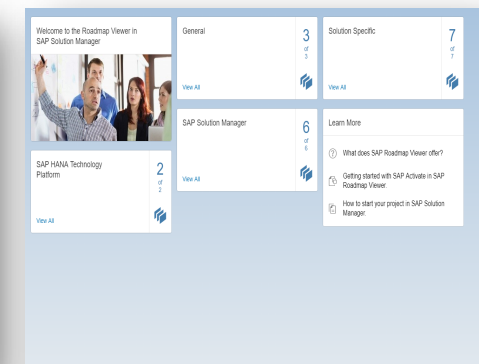 Welcome to the Roadmap Viewer in
SAP Solution Manager
General
3
of
3
View All
Solution Specific
7
of
7
View All
SAP HANA Technology
Platform
2
of
2
View All
SAP Solution Manager
6
of
6
View All
Learn More
What does SAP Roadmap Viewer offer?
Getting started with SAP Activate in SAP
Roadmap Viewer.
How to start your project in SAP Solution
Manager.